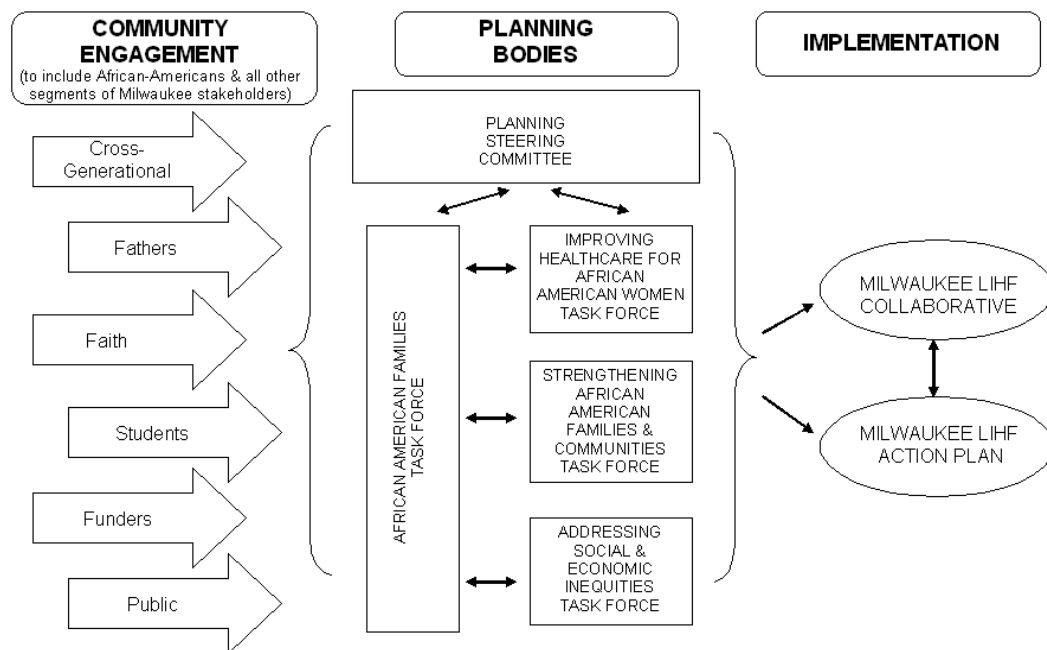 COMMUNITY
ENGAGEMENT
(to include African-Americans & all other
segments of Milwaukee stakeholders)
Cross-
Generational
Fathers
Faith
Students
Funders
Public
PLANNING
BODIES
PLANNING
STEERING
COMMITTEE
AFRICAN AMERICAN FAMILIES
TASK FORCE
IMPROVING
HEALTHCARE FOR
AFRICAN
AMERICAN WOMEN
TASK FORCE
STRENGTHENING
AFRICAN
AMERICAN
FAMILIES &
COMMUNITIES
TASK FORCE
ADDRESSING
SOCIAL &
ECONOMIC
INEQUITIES
TASK FORCE
IMPLEMENTATION
MILWAUKEE LIHF
COLLABORATIVE
MILWAUKEE LIHF
ACTION PLAN